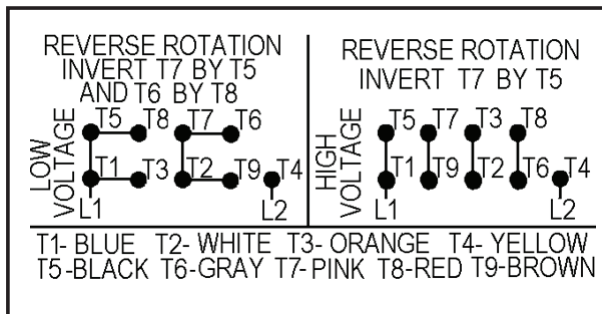 REVERSE ROTATION
INVERT T7 BY T5
AND T6 BY T8
LOW
VOLTAGE
T5 T8 T7 T6
T1 T3 T2 T9 T4
L1 L2
REVERSE ROTATION
INVERT T7 BY T5
HIGH
VOLTAGE
T5 T7 T3 T8
T1 T9 T2 T6 T4
L1 L2
T1- BLUE T2- WHITE T3- ORANGE T4- YELLOW
T5-BLACK T6-GRAY T7-PINK T8-RED T9-BROWN